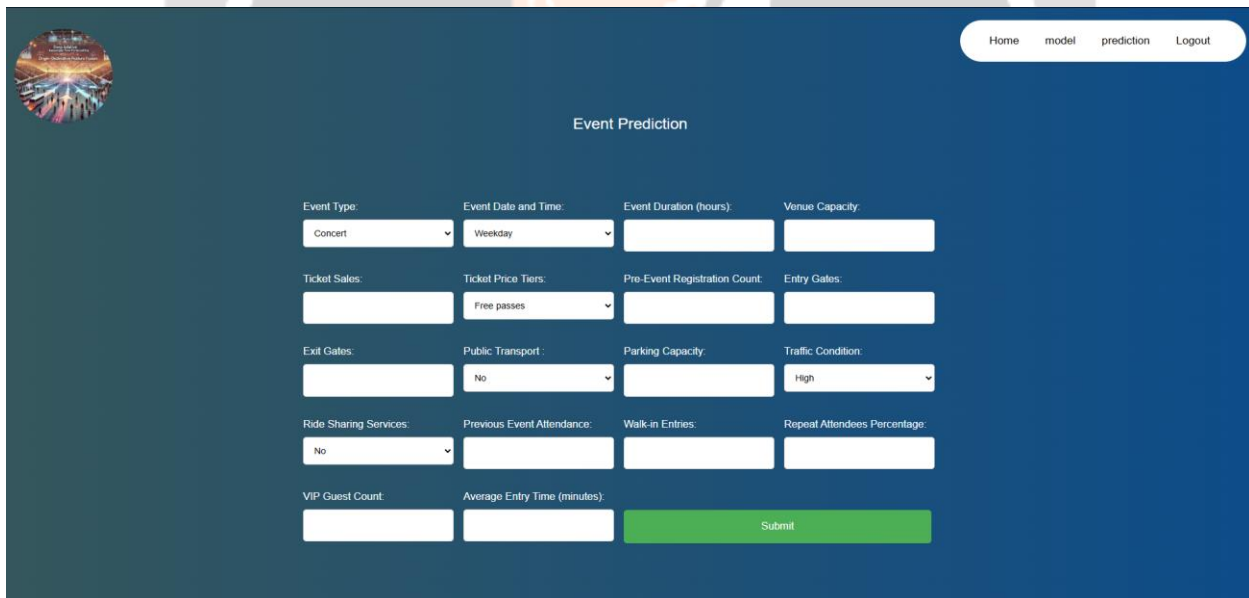 Home model prediction Logout
Event Prediction
Event Type: Event Date and Time: Event Duration (hours): Venue Capacity:
Concert Weekday
Ticket Sales: Ticket Price Tiers: Pre-Event Registration Count: Entry Gates:
Free passes
Exit Gates: Public Transport : Parking Capacity: Traffic Condition:
No High
Ride Sharing Services: Previous Event Attendance: Walk-in Entries: Repeat Attendees Percentage:
No
VIP Guest Count: Average Entry Time (minutes):
Submit